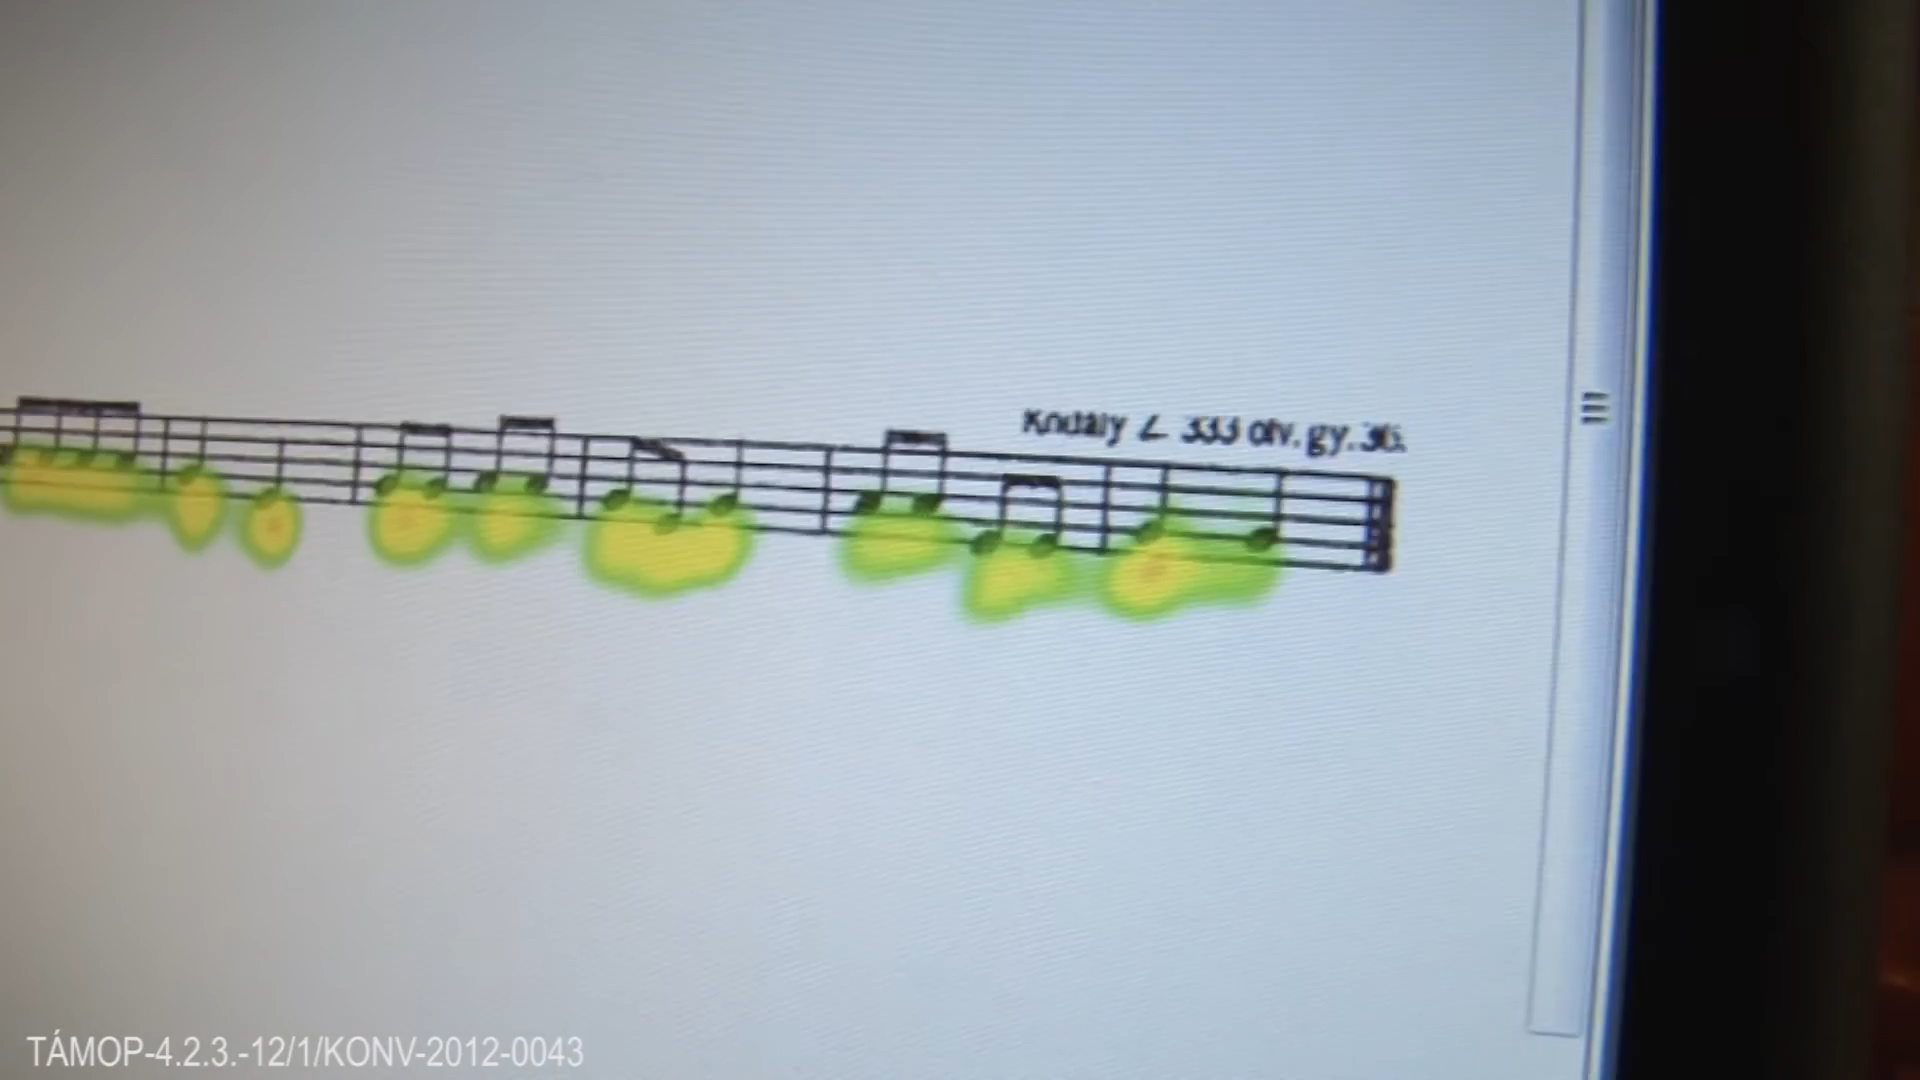 Kodály Z. 333 olv. gy. 36.
TÁMOP-4.2.3.-12/1/KONV-2012-0043